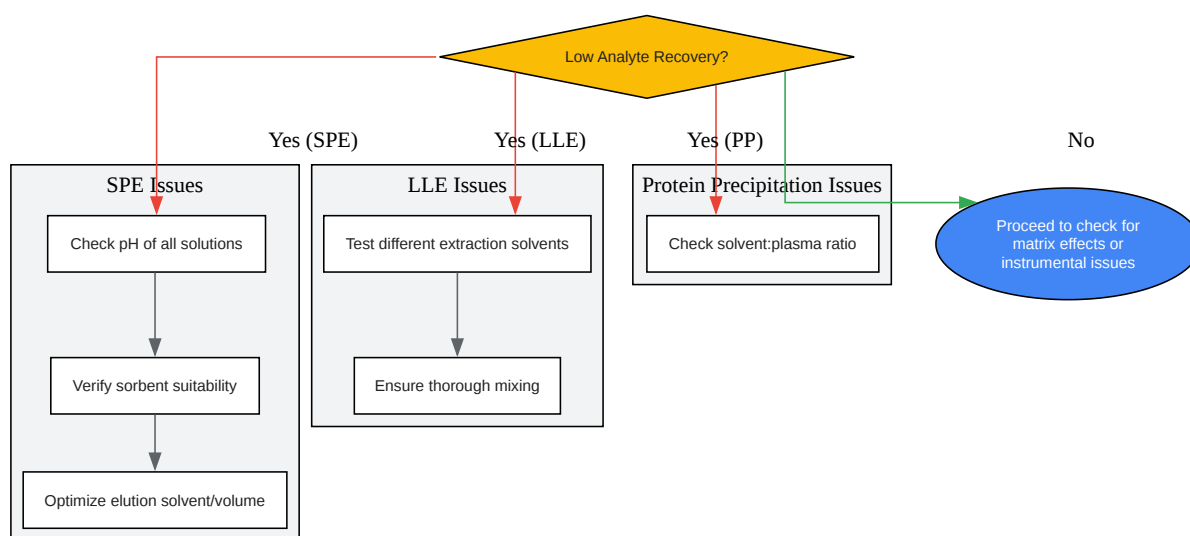 Low Analyte Recovery?
Yes (SPE)
Yes (LLE)
Yes (PP)
No
SPE Issues
Check pH of all solutions
Verify sorbent suitability
Optimize elution solvent/volume
LLE Issues
Test different extraction solvents
Ensure thorough mixing
Protein Precipitation Issues
Check solvent:plasma ratio
Proceed to check for
matrix effects or
instrumental issues